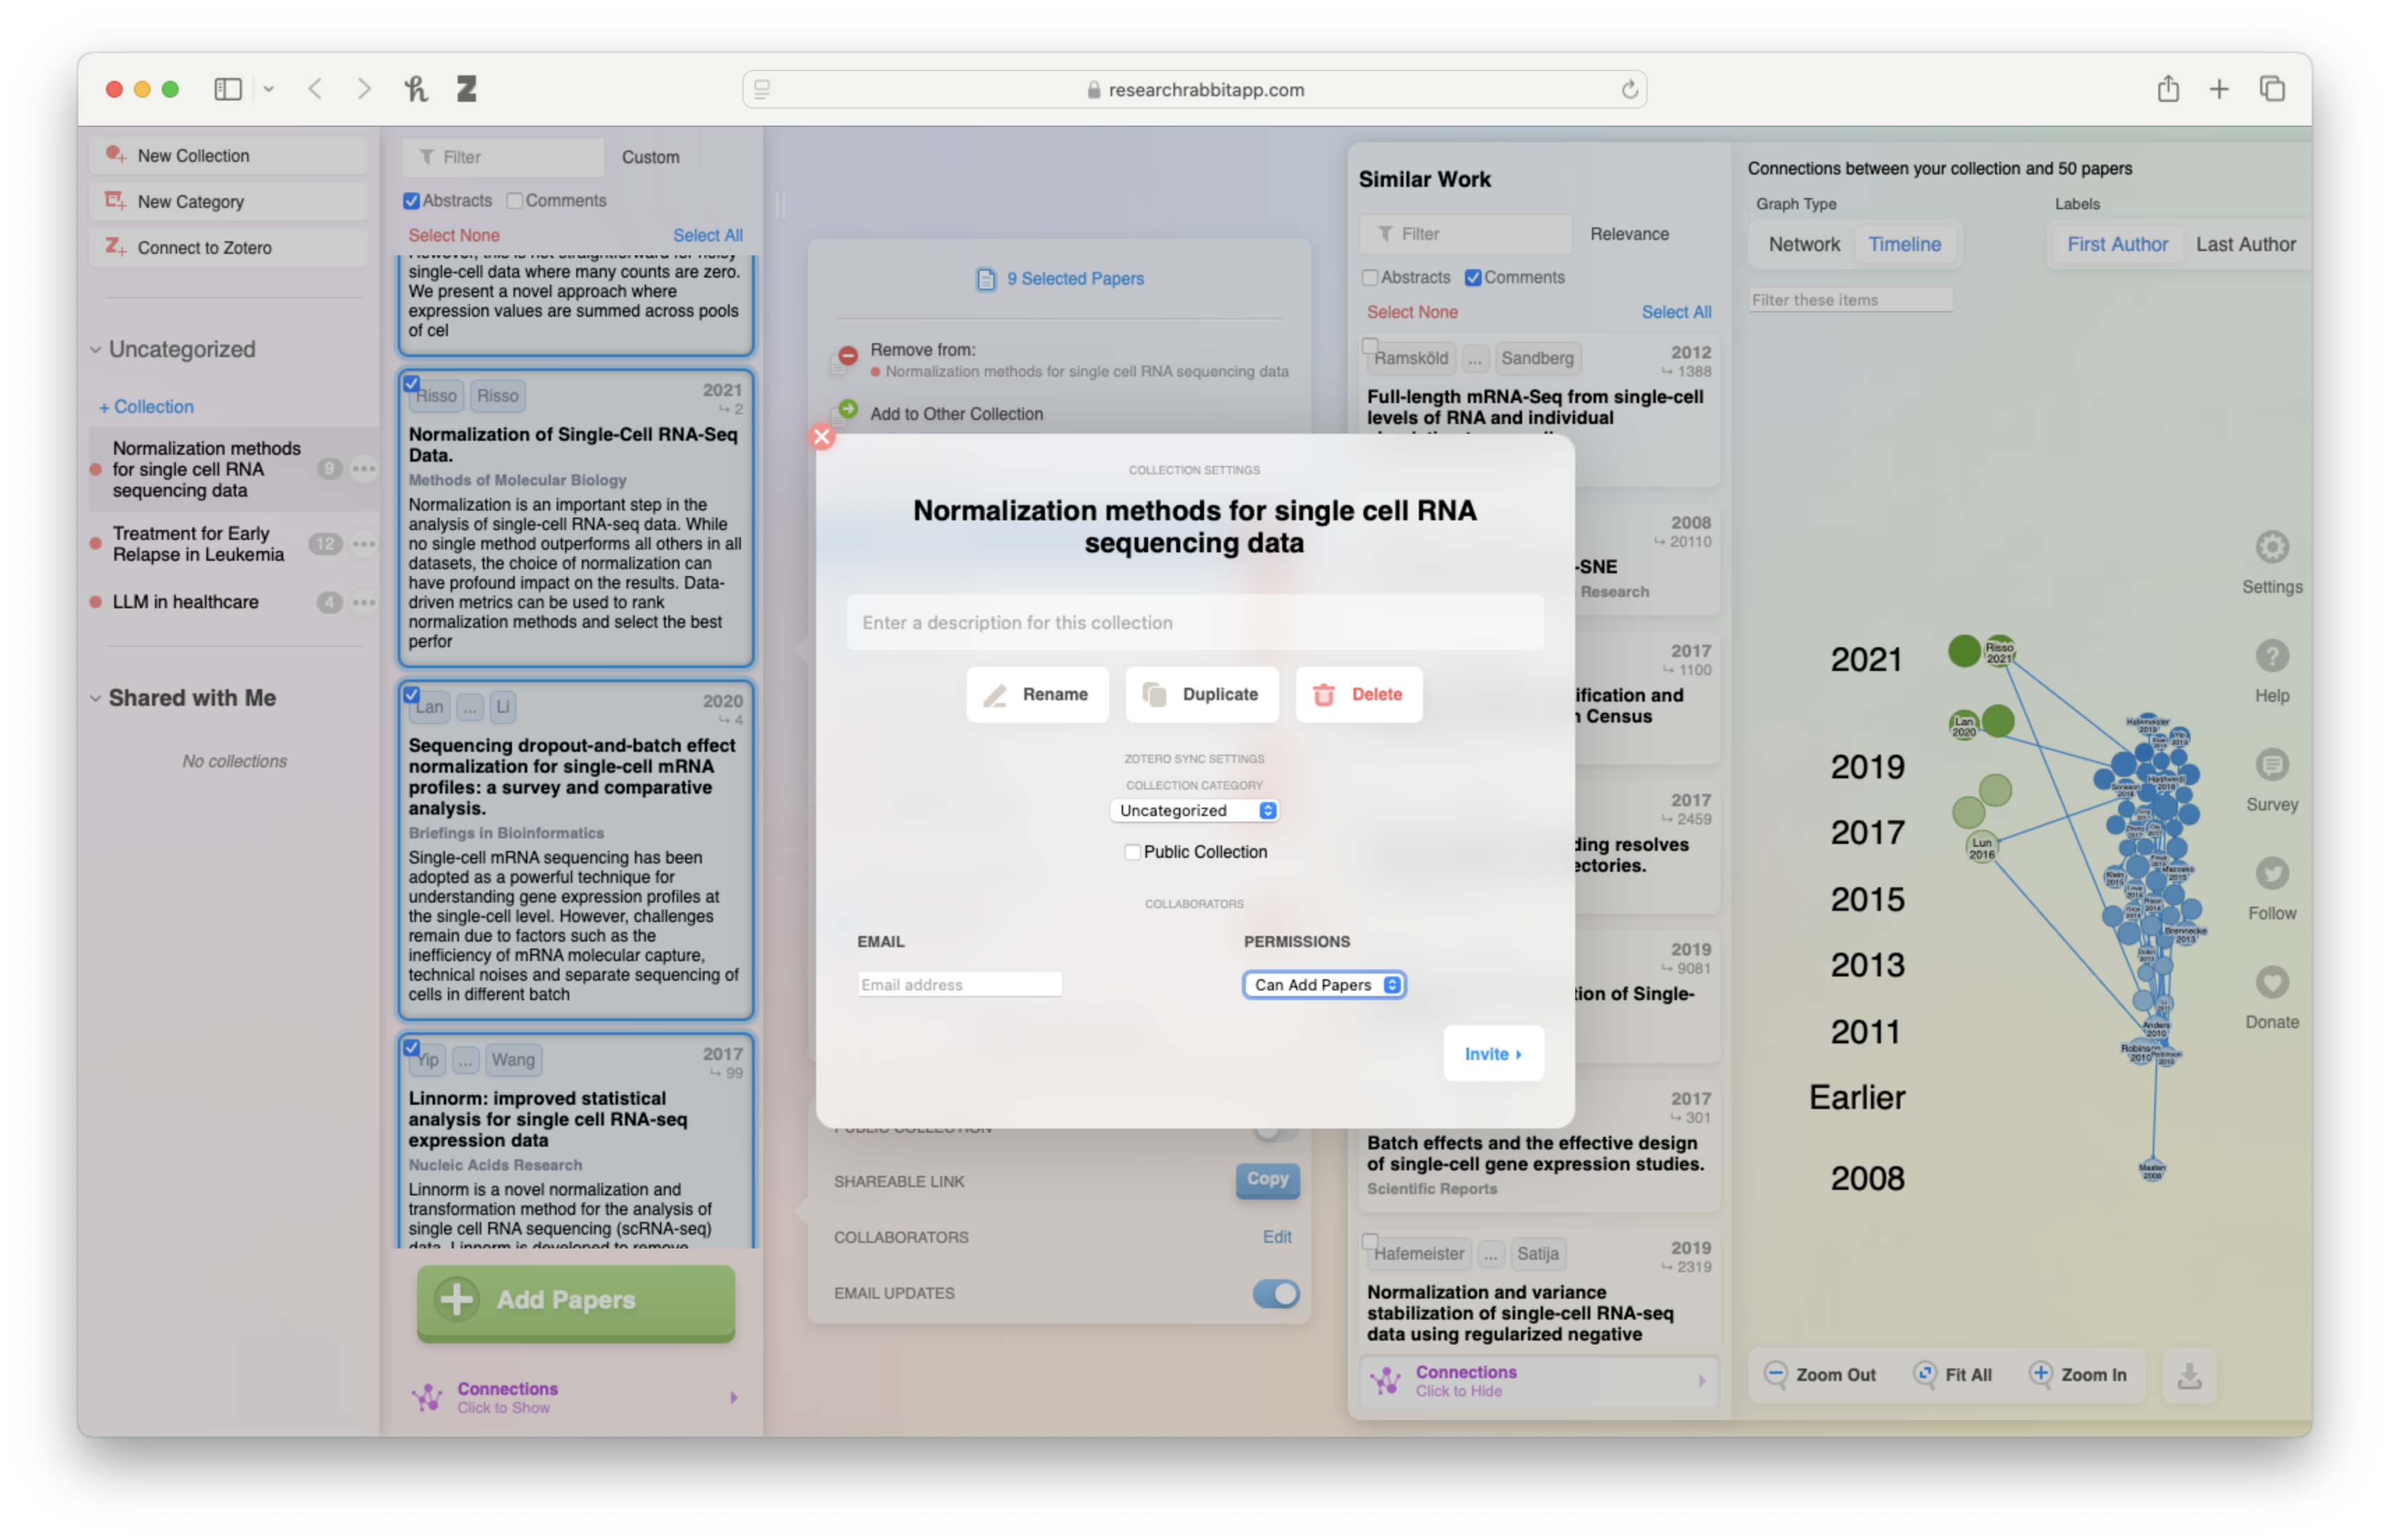 researchrabbitapp.com
New Collection
New Category
Connect to Zotero
Uncategorized
+ Collection
Normalization methods
for single cell RNA
sequencing data
9
Treatment for Early
Relapse in Leukemia
12
LLM in healthcare
4
Shared with Me
No collections
Filter
Custom
Abstracts
Comments
Select None
Select All
single-cell data where many counts are zero.
We present a novel approach where
expression values are summed across pools
of cel
Risso
Risso
2021
2
Normalization of Single-Cell RNA-Seq
Data.
Methods of Molecular Biology
Normalization is an important step in the
analysis of single-cell RNA-seq data. While
no single method outperforms all others in all
datasets, the choice of normalization can
have profound impact on the results. Data-
driven metrics can be used to rank
normalization methods and select the best
perfor
Lan
...
Li
2020
4
Sequencing dropout-and-batch effect
normalization for single-cell mRNA
profiles: a survey and comparative
analysis.
Briefings in Bioinformatics
Single-cell mRNA sequencing has been
adopted as a powerful technique for
understanding gene expression profiles at
the single-cell level. However, challenges
remain due to factors such as the
inefficiency of mRNA molecular capture,
technical noises and separate sequencing of
cells in different batch
Yip
...
Wang
2017
99
Linnorm: improved statistical
analysis for single cell RNA-seq
expression data
Nucleic Acids Research
Linnorm is a novel normalization and
transformation method for the analysis of
single cell RNA sequencing (scRNA-seq)
data. Linnorm is developed to remove
Add Papers
Connections
Click to Show
9 Selected Papers
Remove from:
Normalization methods for single cell RNA sequencing data
Add to Other Collection
COLLECTION SETTINGS
Normalization methods for single cell RNA
sequencing data
Enter a description for this collection
Rename
Duplicate
Delete
ZOTERO SYNC SETTINGS
COLLECTION CATEGORY
Uncategorized
Public Collection
COLLABORATORS
EMAIL
PERMISSIONS
Email address
Can Add Papers
Invite
PUBLIC COLLECTION
SHAREABLE LINK
Copy
COLLABORATORS
Edit
EMAIL UPDATES
Similar Work
Filter
Relevance
Abstracts
Comments
Select None
Select All
Ramsköld
...
Sandberg
2012
1388
Full-length mRNA-Seq from single-cell
levels of RNA and individual
2008
20110
-SNE
Research
2017
1100
ification and
Census
2017
2459
ding resolves
ectories.
2019
9081
tion of Single-
2017
301
Batch effects and the effective design
of single-cell gene expression studies.
Scientific Reports
Hafemeister
...
Satija
2019
2319
Normalization and variance
stabilization of single-cell RNA-seq
data using regularized negative
Connections
Click to Hide
Connections between your collection and 50 papers
Graph Type
Labels
Network
Timeline
First Author
Last Author
Filter these items
2021
2019
2017
2015
2013
2011
Earlier
2008
Risso
2021
Lan
2020
Lun
2016
Hafemeister
2019
Yip
2019
Brennecke
2013
Anders
2010
Robinson
2010
Maaten
2008
Settings
Help
Survey
Follow
Donate
Zoom Out
Fit All
Zoom In